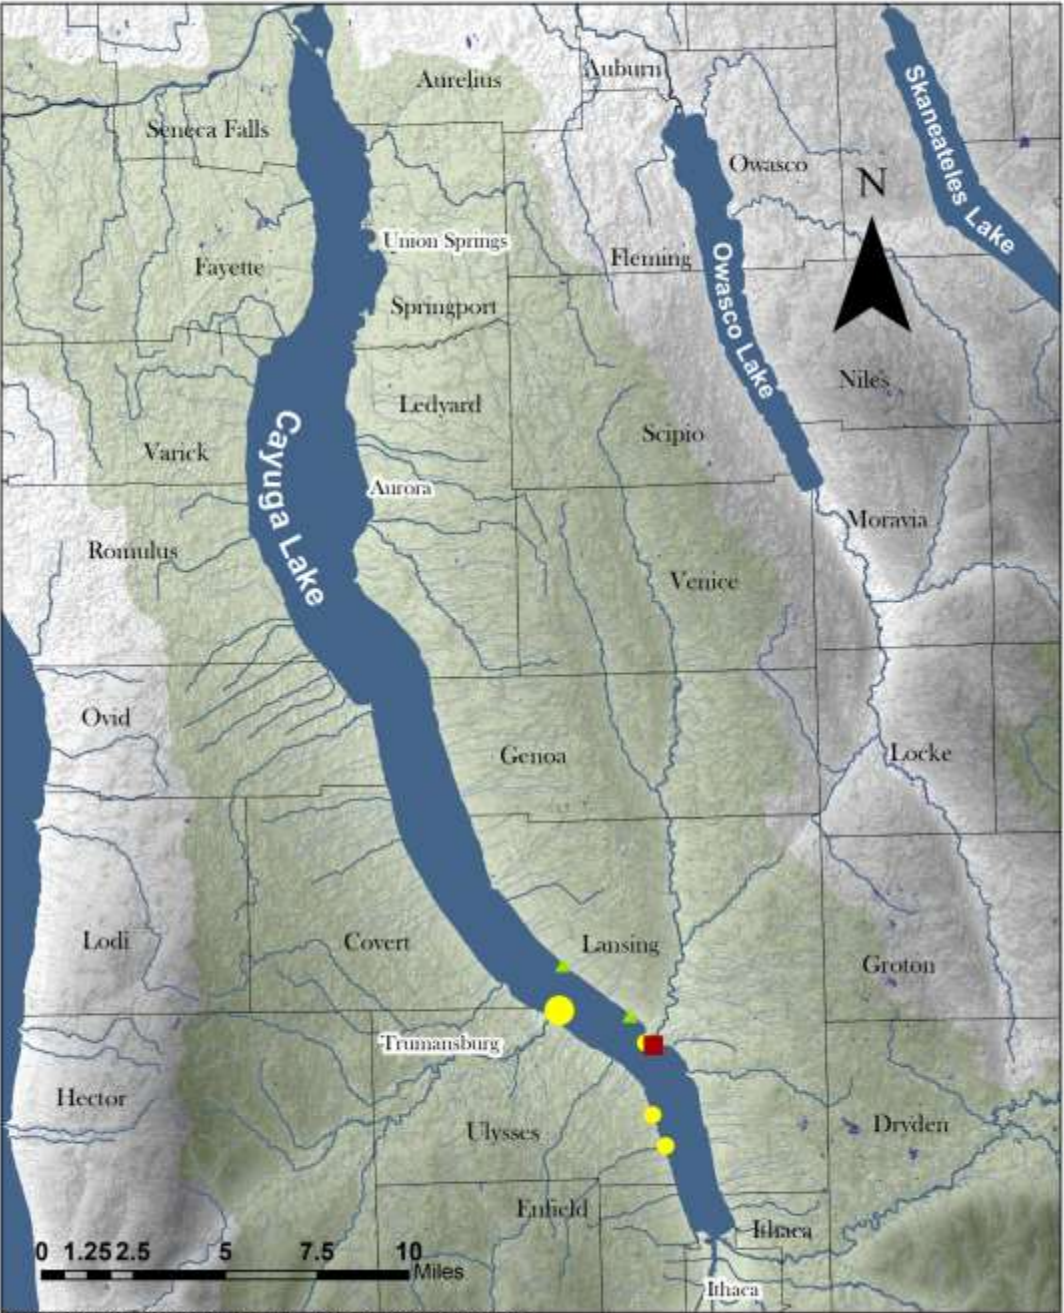 Aurelius
Auburn
Seneca Falls
Skaneateles Lake
Owasco
N
Union Springs
Fleming
Fayette
Owasco Lake
Springport
Niles
Ledyard
Scipio
Cayuga Lake
Varick
Aurora
Moravia
Romulus
Venice
Ovid
Genoa
Locke
Lodi
Covert
Lansing
Groton
Trumansburg
Hector
Ulysses
Dryden
Enfield
Ithaca
0 1.25 2.5 5 7.5 10
Miles
Ithaca